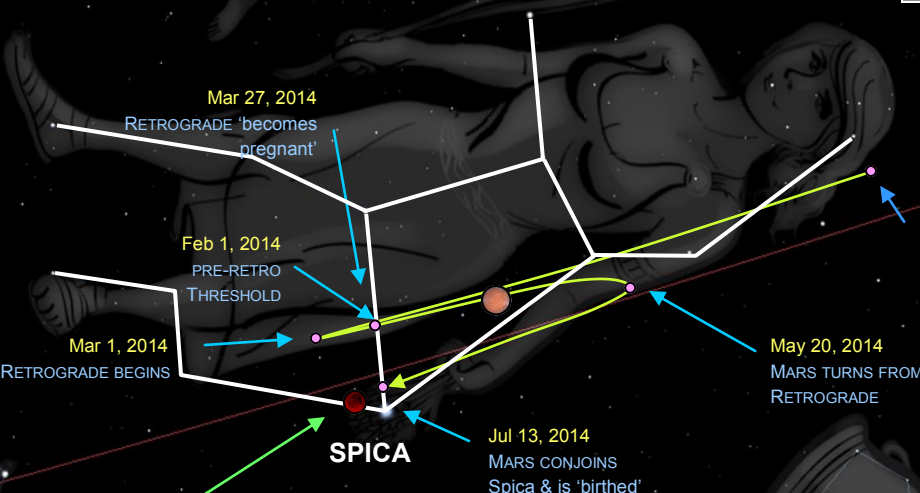 Mar 27, 2014
RETROGRADE ‘becomes
pregnant’
Feb 1, 2014
PRE-RETRO
THRESHOLD
Mar 1, 2014
RETROGRADE BEGINS
May 20, 2014
MARS TURNS FROM
RETROGRADE
SPICA
Jul 13, 2014
MARS CONJOINS
Spica & is ‘birthed’